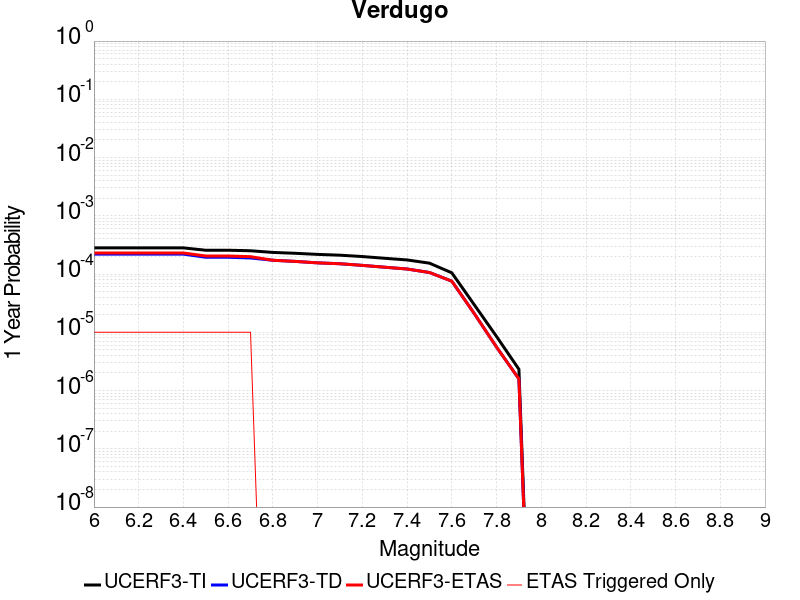 Verdugo
10^0
10^-1
10^-2
10^-3
10^-4
10^-5
10^-6
10^-7
10^-8
1 Year Probability
6 6.2 6.4 6.6 6.8 7 7.2 7.4 7.6 7.8 8 8.2 8.4 8.6 8.8 9
Magnitude
UCERF3-TI UCERF3-TD UCERF3-ETAS ETAS Triggered Only